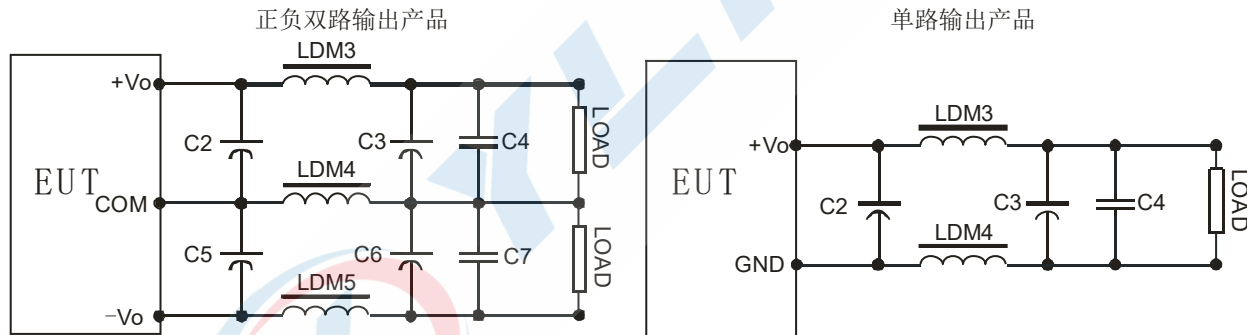 正负双路输出产品
LDM3
+Vo
C2
C3
C4
LOAD
EUT
LDM4
COM
C5
C6
C7
LOAD
LDM5
−Vo
单路输出产品
LDM3
+Vo
EUT
C2
C3
C4
LOAD
LDM4
GND